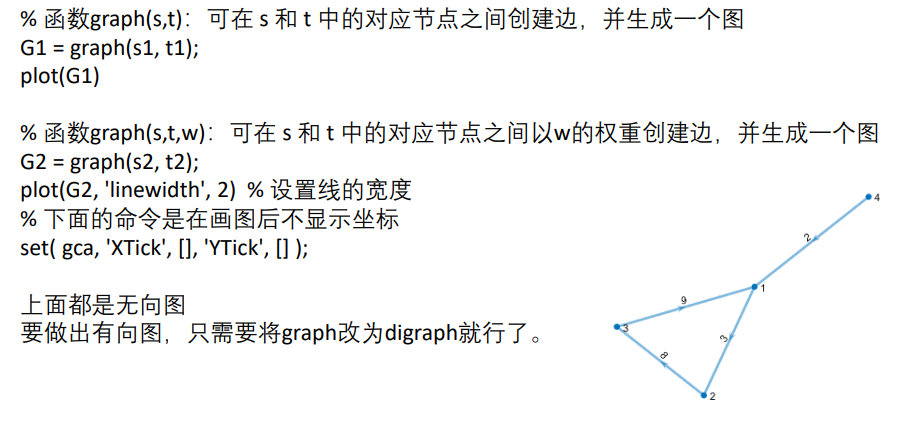 % 函数graph(s,t)：可在 s 和 t 中的对应节点之间创建边，并生成一个图
G1 = graph(s1, t1);
plot(G1)
% 函数graph(s,t,w)：可在 s 和 t 中的对应节点之间以w的权重创建边，并生成一个图
G2 = graph(s2, t2);
plot(G2, 'linewidth', 2) % 设置线的宽度
% 下面的命令是在画图后不显示坐标
set( gca, 'XTick', [], 'YTick', [] );
上面都是无向图
要做出有向图，只需要将graph改为digraph就行了。
4
2
1
9
3
3
8
2